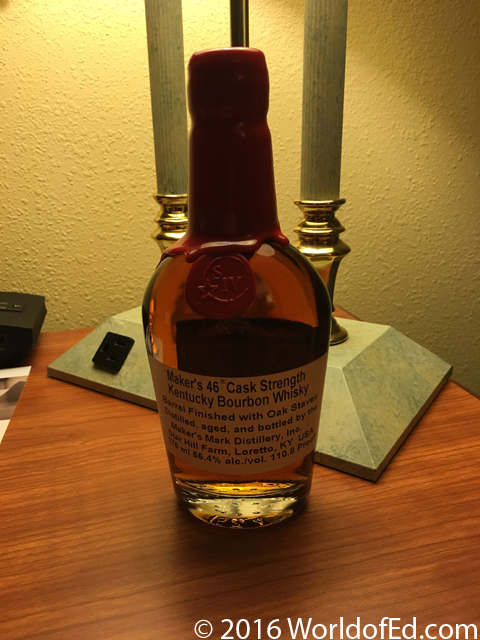 S IV
Maker's 46® Cask Strength
Kentucky Bourbon Whisky
Barrel Finished with Oak Staves
Distilled, aged, and bottled by the
Maker's Mark Distillery, Inc.
Star Hill Farm, Loretto, KY USA
375 ml 55.4% alc./vol. 110.8 Proof
© 2016 WorldofEd.com